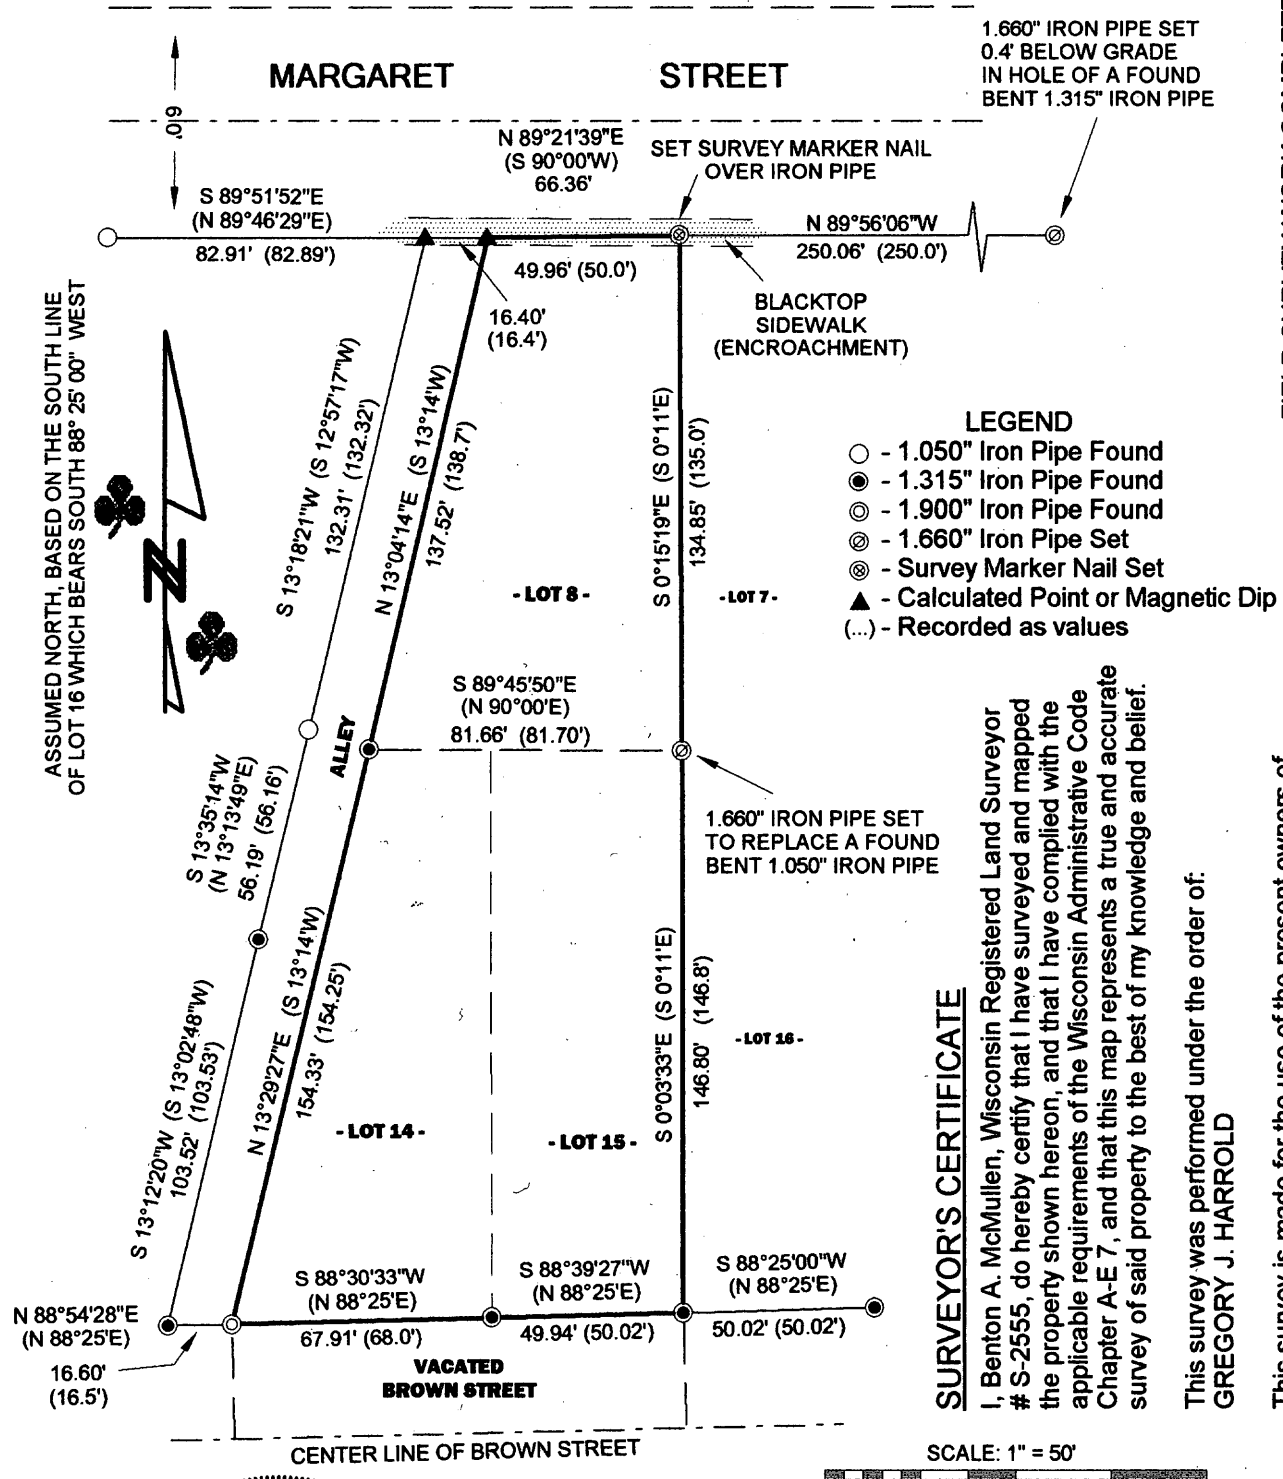 MARGARET STREET
60'
1.660" IRON PIPE SET
0.4' BELOW GRADE
IN HOLE OF A FOUND
BENT 1.315" IRON PIPE
N 89°21'39"E
(S 90°00'W)
66.36'
SET SURVEY MARKER NAIL
OVER IRON PIPE
S 89°51'52"E
(N 89°46'29"E)
82.91' (82.89')
N 89°56'06"W
250.06' (250.0')
49.96' (50.0')
16.40'
(16.4')
BLACKTOP
SIDEWALK
(ENCROACHMENT)
ASSUMED NORTH, BASED ON THE SOUTH LINE
OF LOT 16 WHICH BEARS SOUTH 88° 25' 00" WEST
N
S 13°18'21"W (S 12°57'17"W)
132.31' (132.32')
N 13°04'14"E (S 13°14'W)
137.52' (138.7')
S 0°15'19"E (S 0°11'E)
134.85' (135.0')
- LOT 8 -
- LOT 7 -
LEGEND
- 1.050" Iron Pipe Found
- 1.315" Iron Pipe Found
- 1.900" Iron Pipe Found
- 1.660" Iron Pipe Set
- Survey Marker Nail Set
- Calculated Point or Magnetic Dip
(...) - Recorded as values
S 89°45'50"E
(N 90°00'E)
81.66' (81.70')
ALLEY
S 13°35'14"W
(N 13°13'49"E)
56.19' (56.16')
1.660" IRON PIPE SET
TO REPLACE A FOUND
BENT 1.050" IRON PIPE
N 13°29'27"E (S 13°14'W)
154.33' (154.25')
S 0°03'33"E (S 0°11'E)
146.80' (146.8')
- LOT 16 -
S 13°12'20"W (S 13°02'48"W)
103.52' (103.53')
- LOT 14 -
- LOT 15 -
N 88°54'28"E
(N 88°25'E)
16.60'
(16.5')
S 88°30'33"W
(N 88°25'E)
67.91' (68.0')
S 88°39'27"W
(N 88°25'E)
49.94' (50.02')
S 88°25'00"W
(N 88°25'E)
50.02' (50.02')
VACATED
BROWN STREET
CENTER LINE OF BROWN STREET
SCALE: 1" = 50'
SURVEYOR'S CERTIFICATE
I, Benton A. McMullen, Wisconsin Registered Land Surveyor
# S-2555, do hereby certify that I have surveyed and mapped
the property shown hereon, and that I have complied with the
applicable requirements of the Wisconsin Administrative Code
Chapter A-E 7, and that this map represents a true and accurate
survey of said property to the best of my knowledge and belief.
This survey was performed under the order of:
GREGORY J. HARROLD
This survey is made for the use of the present owners of